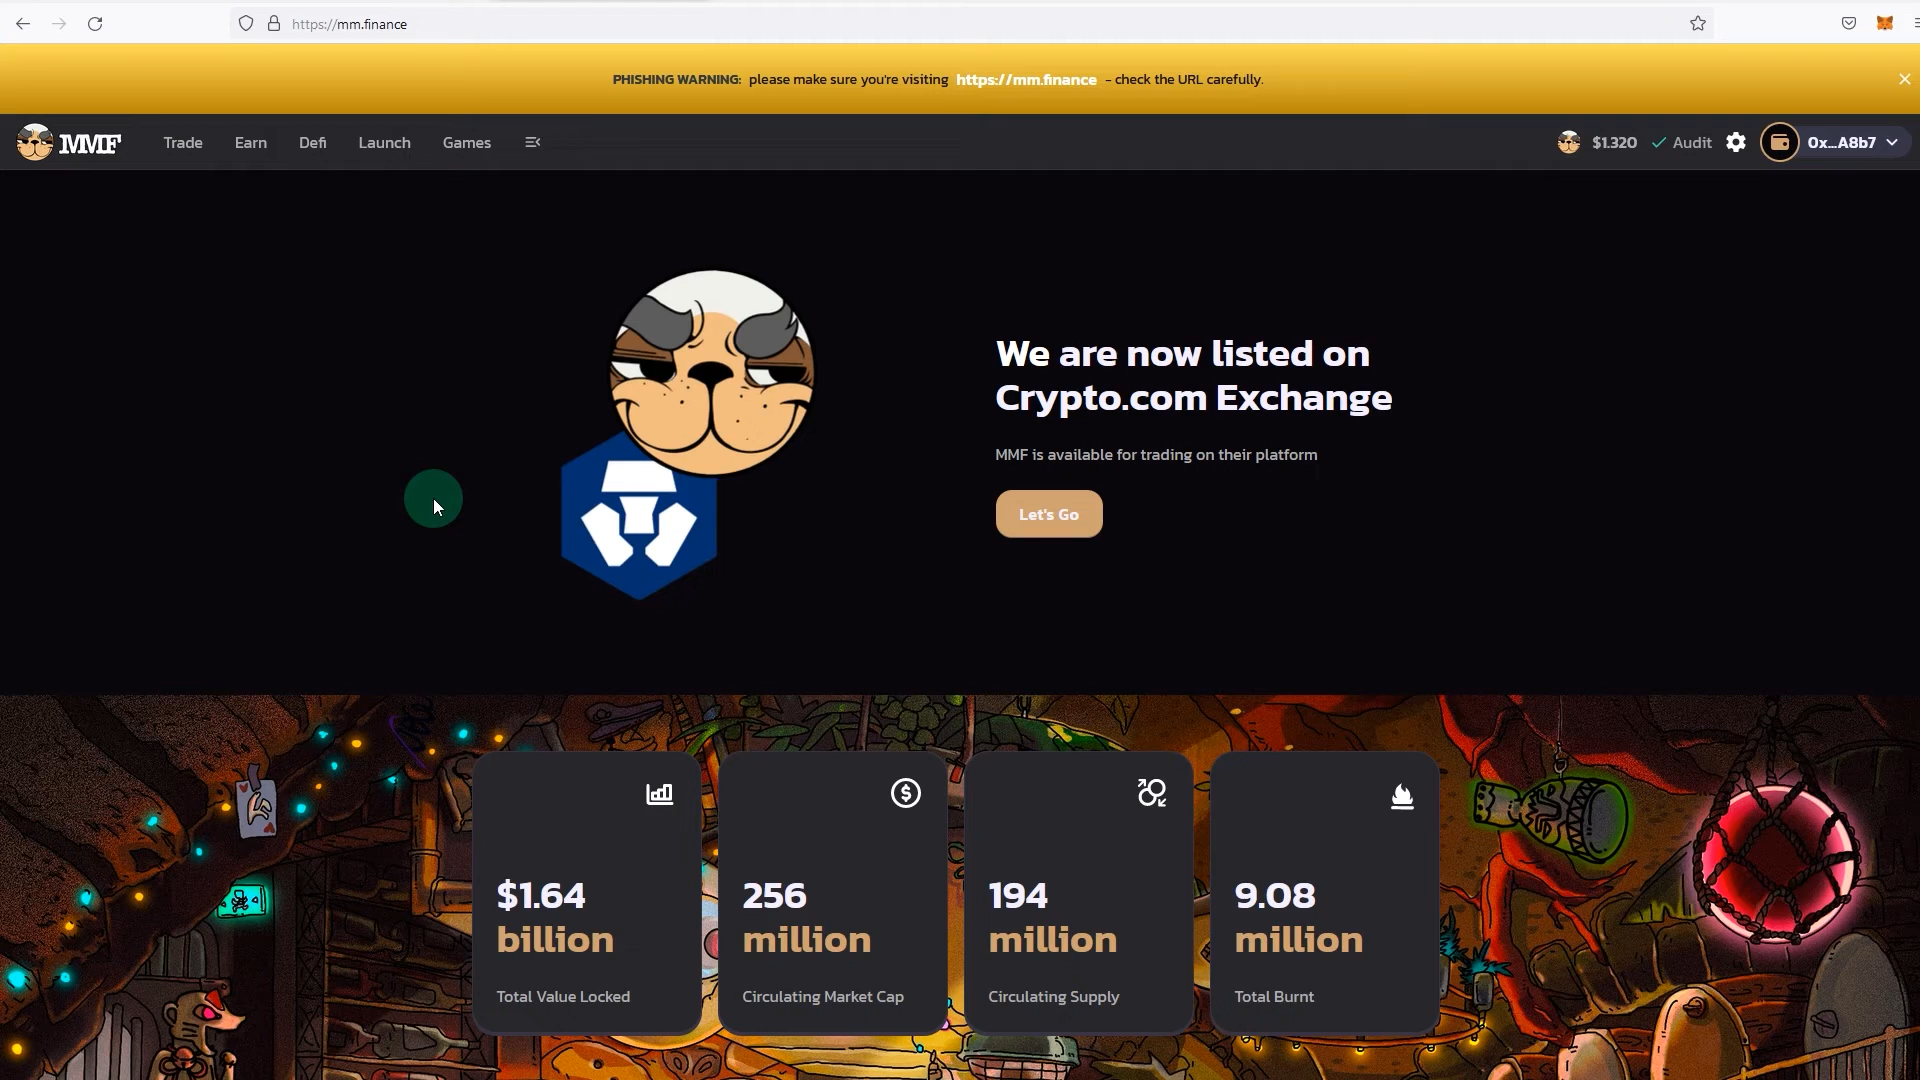 https://mm.finance
PHISHING WARNING: please make sure you're visiting https://mm.finance - check the URL carefully.
MMF Trade Earn Defi Launch Games $1.320 Audit 0x...A8b7
We are now listed on
Crypto.com Exchange
MMF is available for trading on their platform
Let's Go
$1.64 256 194 9.08
billion million million million
Total Value Locked Circulating Market Cap Circulating Supply Total Burnt